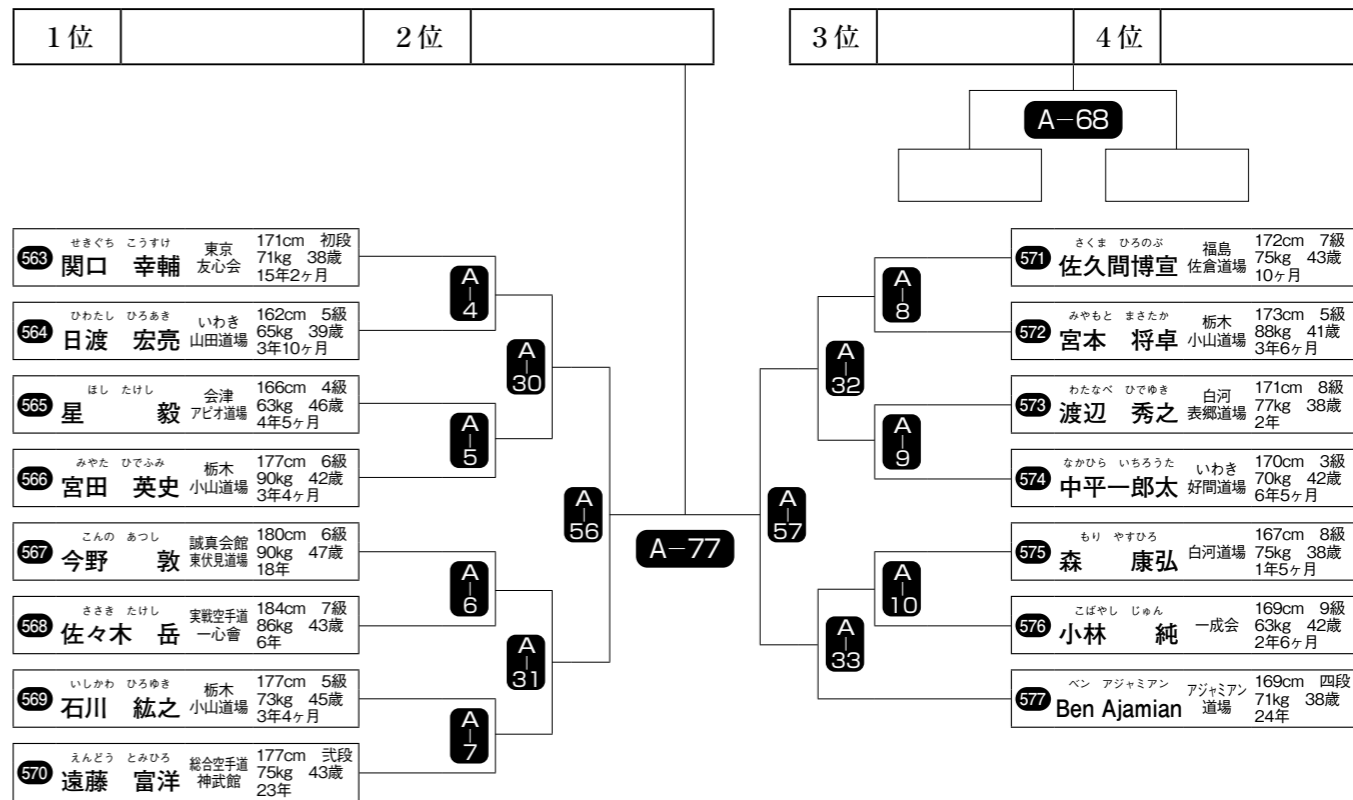 1位 2位 3位 4位
A−68
563 せきぐち こうすけ
関口 幸輔
東京
友心会
171cm 初段
71kg 38歳
15年2ヶ月
564 ひわたし ひろあき
日渡 宏亮
いわき
山田道場
162cm 5級
65kg 39歳
3年10ヶ月
565 ほし たけし
星 毅
会津
アピオ道場
166cm 4級
63kg 46歳
4年5ヶ月
566 みやた ひでふみ
宮田 英史
栃木
小山道場
177cm 6級
90kg 42歳
3年4ヶ月
567 こんの あつし
今野 敦
誠真会館
東伏見道場
180cm 6級
90kg 47歳
18年
568 ささき たけし
佐々木 岳
実戦空手道
一心會
184cm 7級
86kg 43歳
6年
569 いしかわ ひろゆき
石川 紘之
栃木
小山道場
177cm 5級
73kg 45歳
3年4ヶ月
570 えんどう とみひろ
遠藤 富洋
総合空手道
神武館
177cm 弐段
75kg 43歳
23年
A−4
A−5
A−6
A−7
A−30
A−31
A−56
A−77
A−57
A−32
A−33
A−8
A−9
A−10
571 さくま ひろのぶ
佐久間博宣
福島
佐倉道場
172cm 7級
75kg 43歳
10ヶ月
572 みやもと まさたか
宮本 将卓
栃木
小山道場
173cm 5級
88kg 41歳
3年6ヶ月
573 わたなべ ひでゆき
渡辺 秀之
白河
表郷道場
171cm 8級
77kg 38歳
2年
574 なかひら いちろうた
中平一郎太
いわき
好間道場
170cm 3級
70kg 42歳
6年5ヶ月
575 もり やすひろ
森 康弘
白河道場
167cm 8級
75kg 38歳
1年5ヶ月
576 こばやし じゅん
小林 純
一成会
169cm 9級
63kg 42歳
2年6ヶ月
577 ベン アジャミアン
Ben Ajamian
アジャミアン
道場
169cm 四段
71kg 38歳
24年